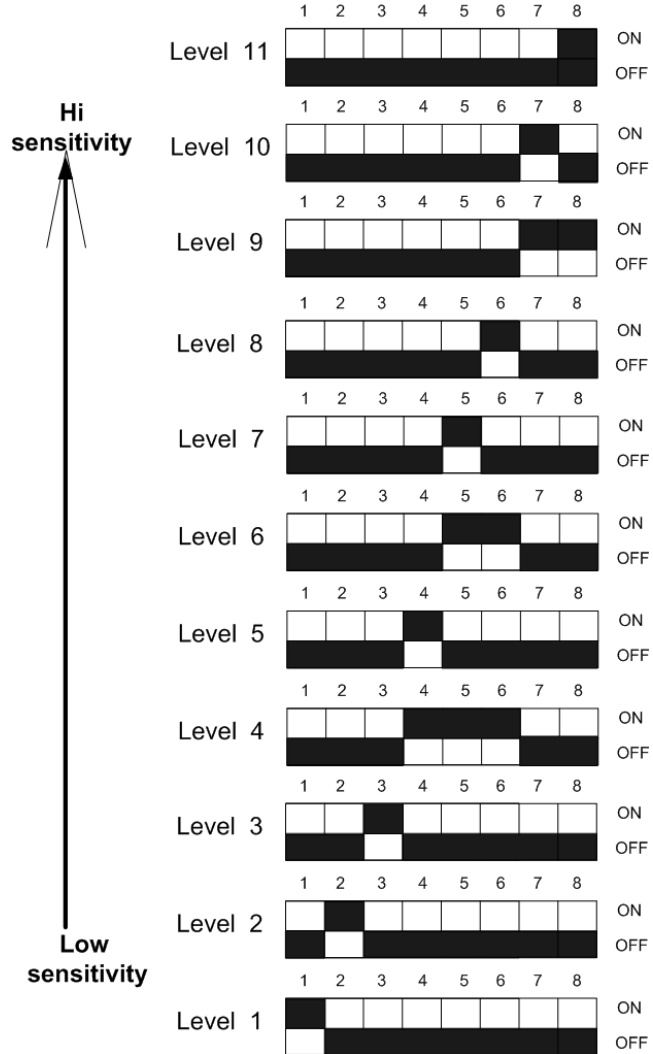 1 2 3 4 5 6 7 8
Level 11 ON
OFF
Hi
sensitivity
1 2 3 4 5 6 7 8
Level 10 ON
OFF
1 2 3 4 5 6 7 8
Level 9 ON
OFF
1 2 3 4 5 6 7 8
Level 8 ON
OFF
1 2 3 4 5 6 7 8
Level 7 ON
OFF
1 2 3 4 5 6 7 8
Level 6 ON
OFF
1 2 3 4 5 6 7 8
Level 5 ON
OFF
1 2 3 4 5 6 7 8
Level 4 ON
OFF
1 2 3 4 5 6 7 8
Level 3 ON
OFF
1 2 3 4 5 6 7 8
Level 2 ON
OFF
Low
sensitivity
1 2 3 4 5 6 7 8
Level 1 ON
OFF